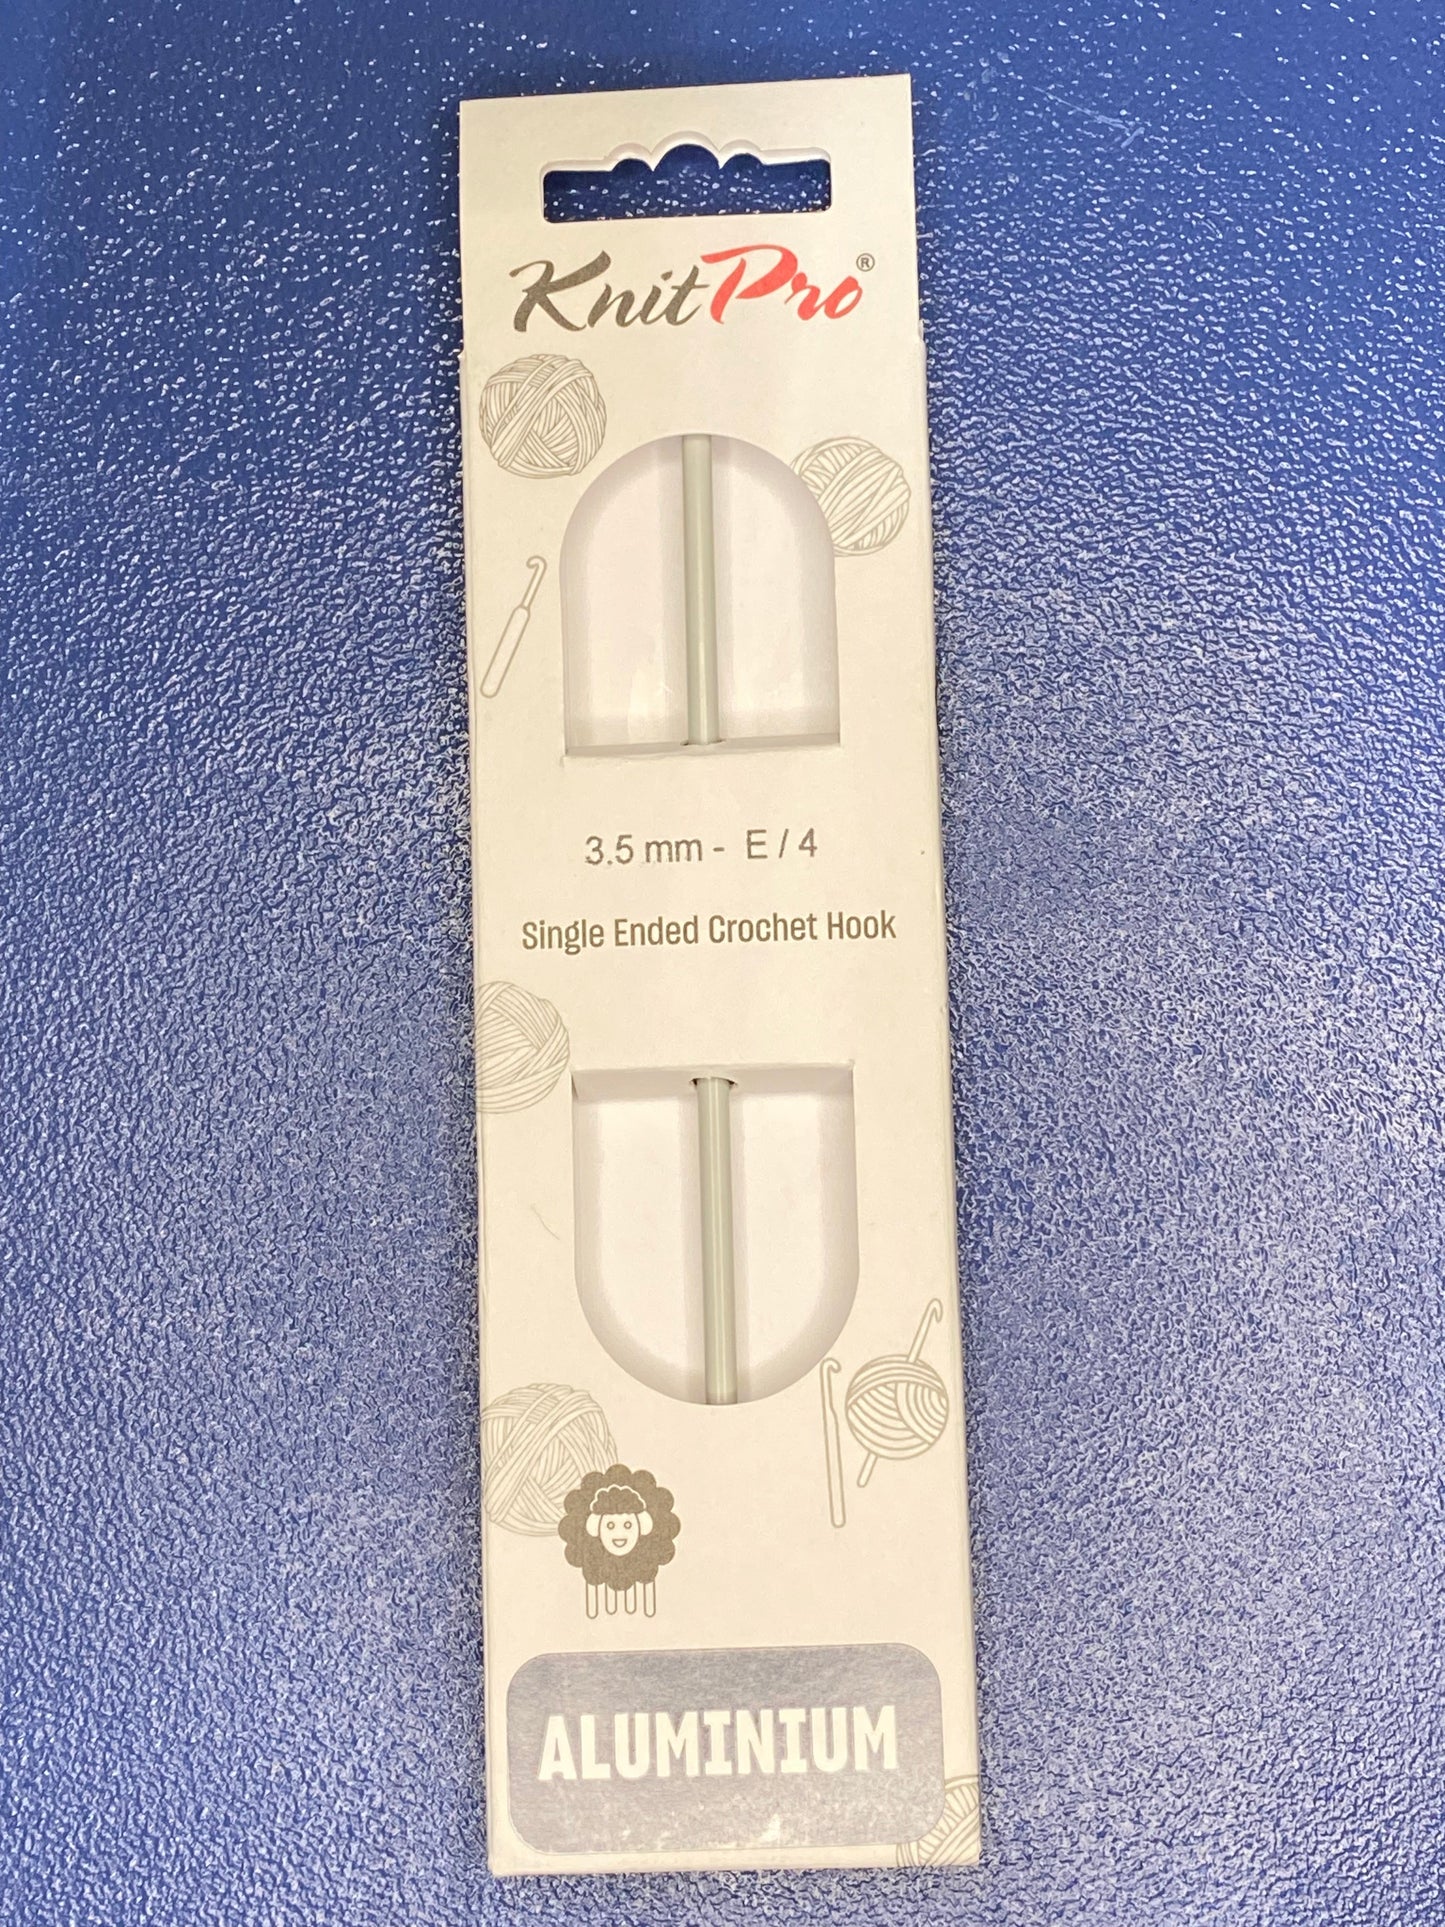 KnitPro®
3.5 mm - E / 4
Single Ended Crochet Hook
ALUMINIUM